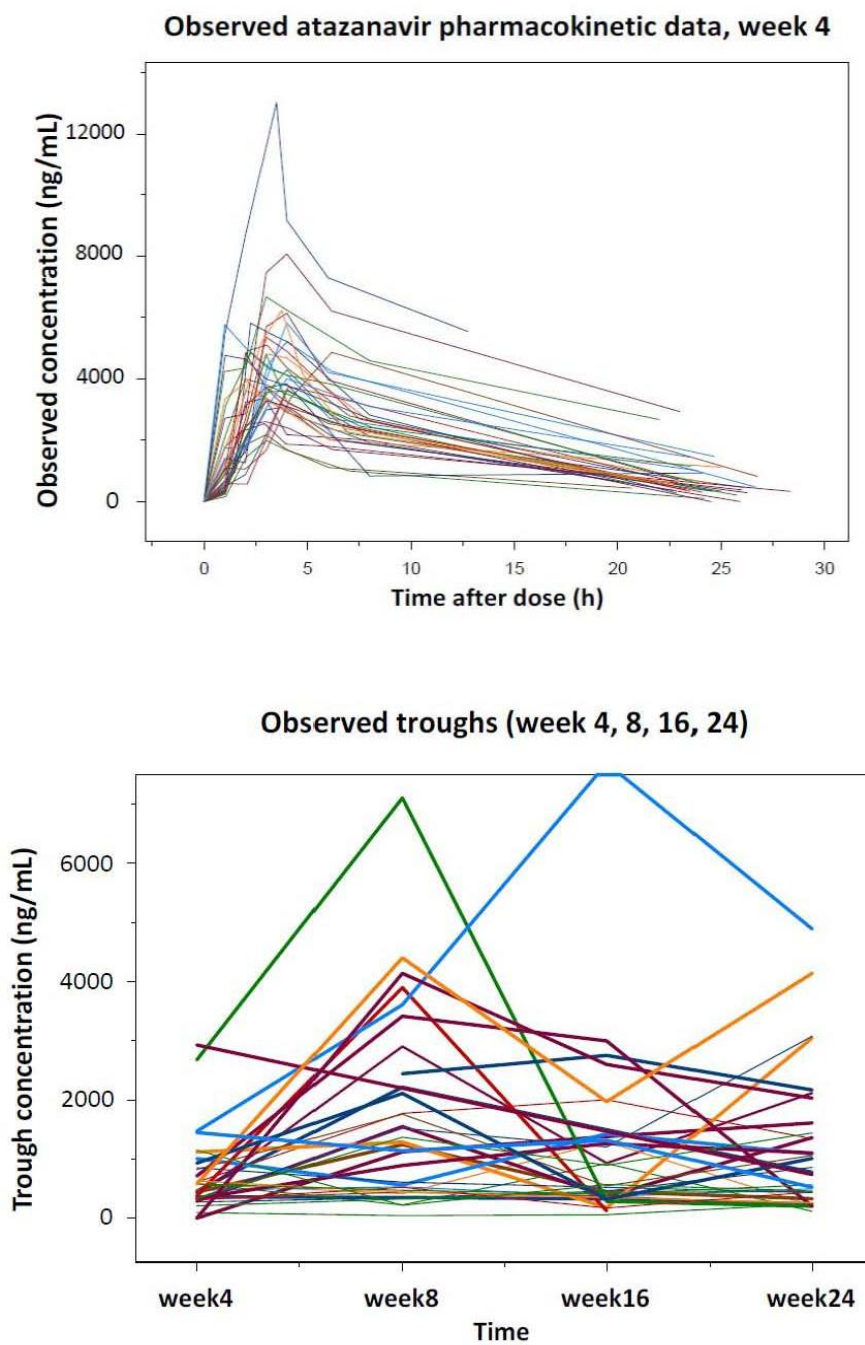 Observed atazanavir pharmacokinetic data, week 4
Observed concentration (ng/mL)
12000
8000
4000
0
0 5 10 15 20 25 30
Time after dose (h)
Observed troughs (week 4, 8, 16, 24)
Trough concentration (ng/mL)
6000
4000
2000
0
week4 week8 week16 week24
Time